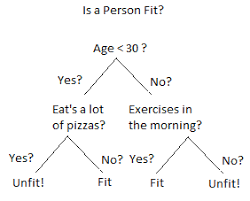 Is a Person Fit?
Age < 30 ?
Yes? No?
Eat's a lot Exercises in
of pizzas? the morning?
Yes? No? Yes? No?
Unfit! Fit Fit Unfit!